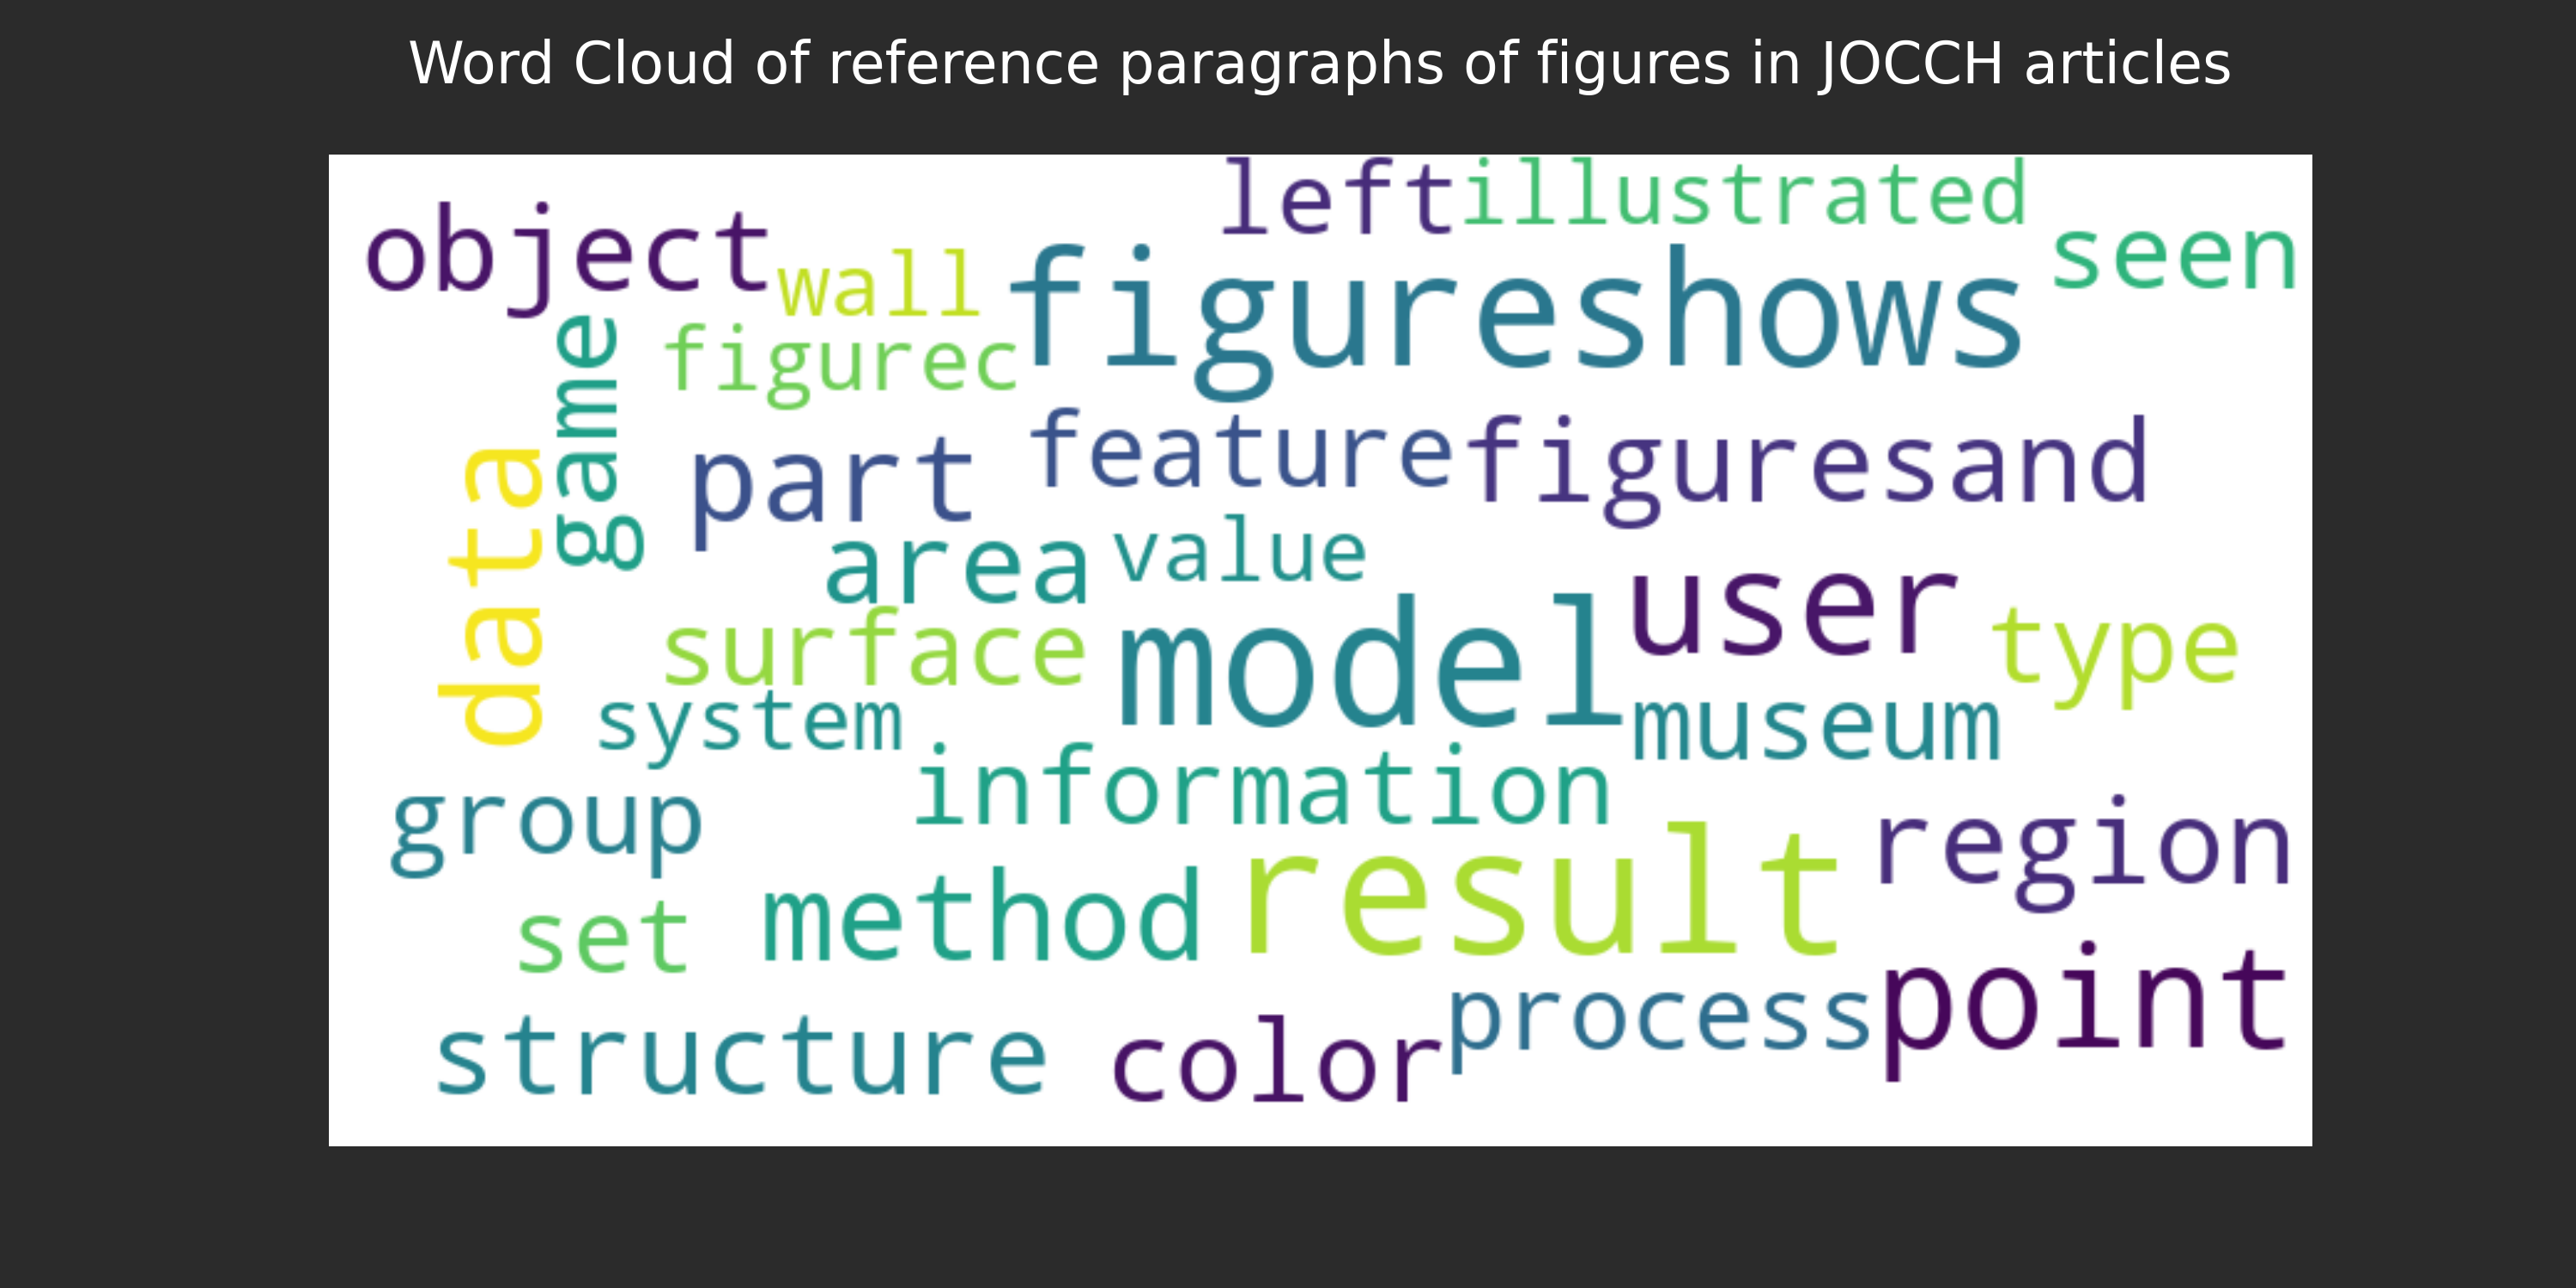 Word Cloud of reference paragraphs of figures in JOCCH articles
left illustrated
object wall figureshows seen
game figurec
data part feature figuresand
area value
surface model user type
system museum
information
group region
set method result
structure color process point